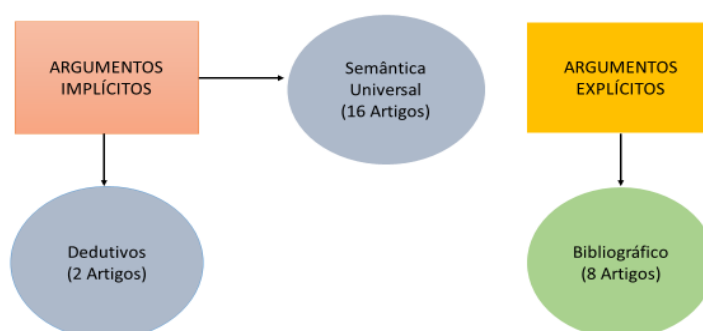 ARGUMENTOS
IMPLÍCITOS
Semântica
Universal
(16 Artigos)
ARGUMENTOS
EXPLÍCITOS
Dedutivos
(2 Artigos)
Bibliográfico
(8 Artigos)